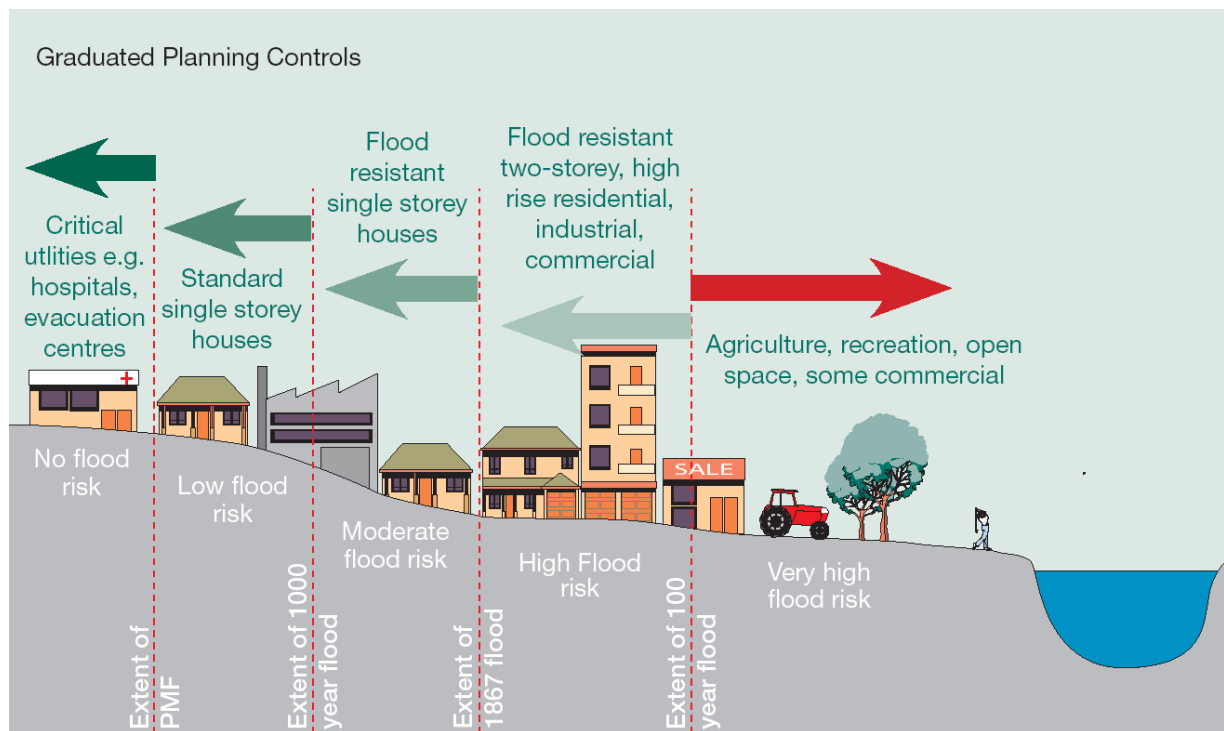 Graduated Planning Controls
Critical
utlities e.g.
hospitals,
evacuation
centres
Standard
single storey
houses
Flood
resistant
single storey
houses
Flood resistant
two-storey, high
rise residential,
industrial,
commercial
Agriculture, recreation, open
space, some commercial
SALE
No flood
risk
Low flood
risk
Moderate
flood risk
High Flood
risk
Very high
flood risk
Extent of
PMF
Extent of 1000
year flood
Extent of
1867 flood
Extent of 100
year flood